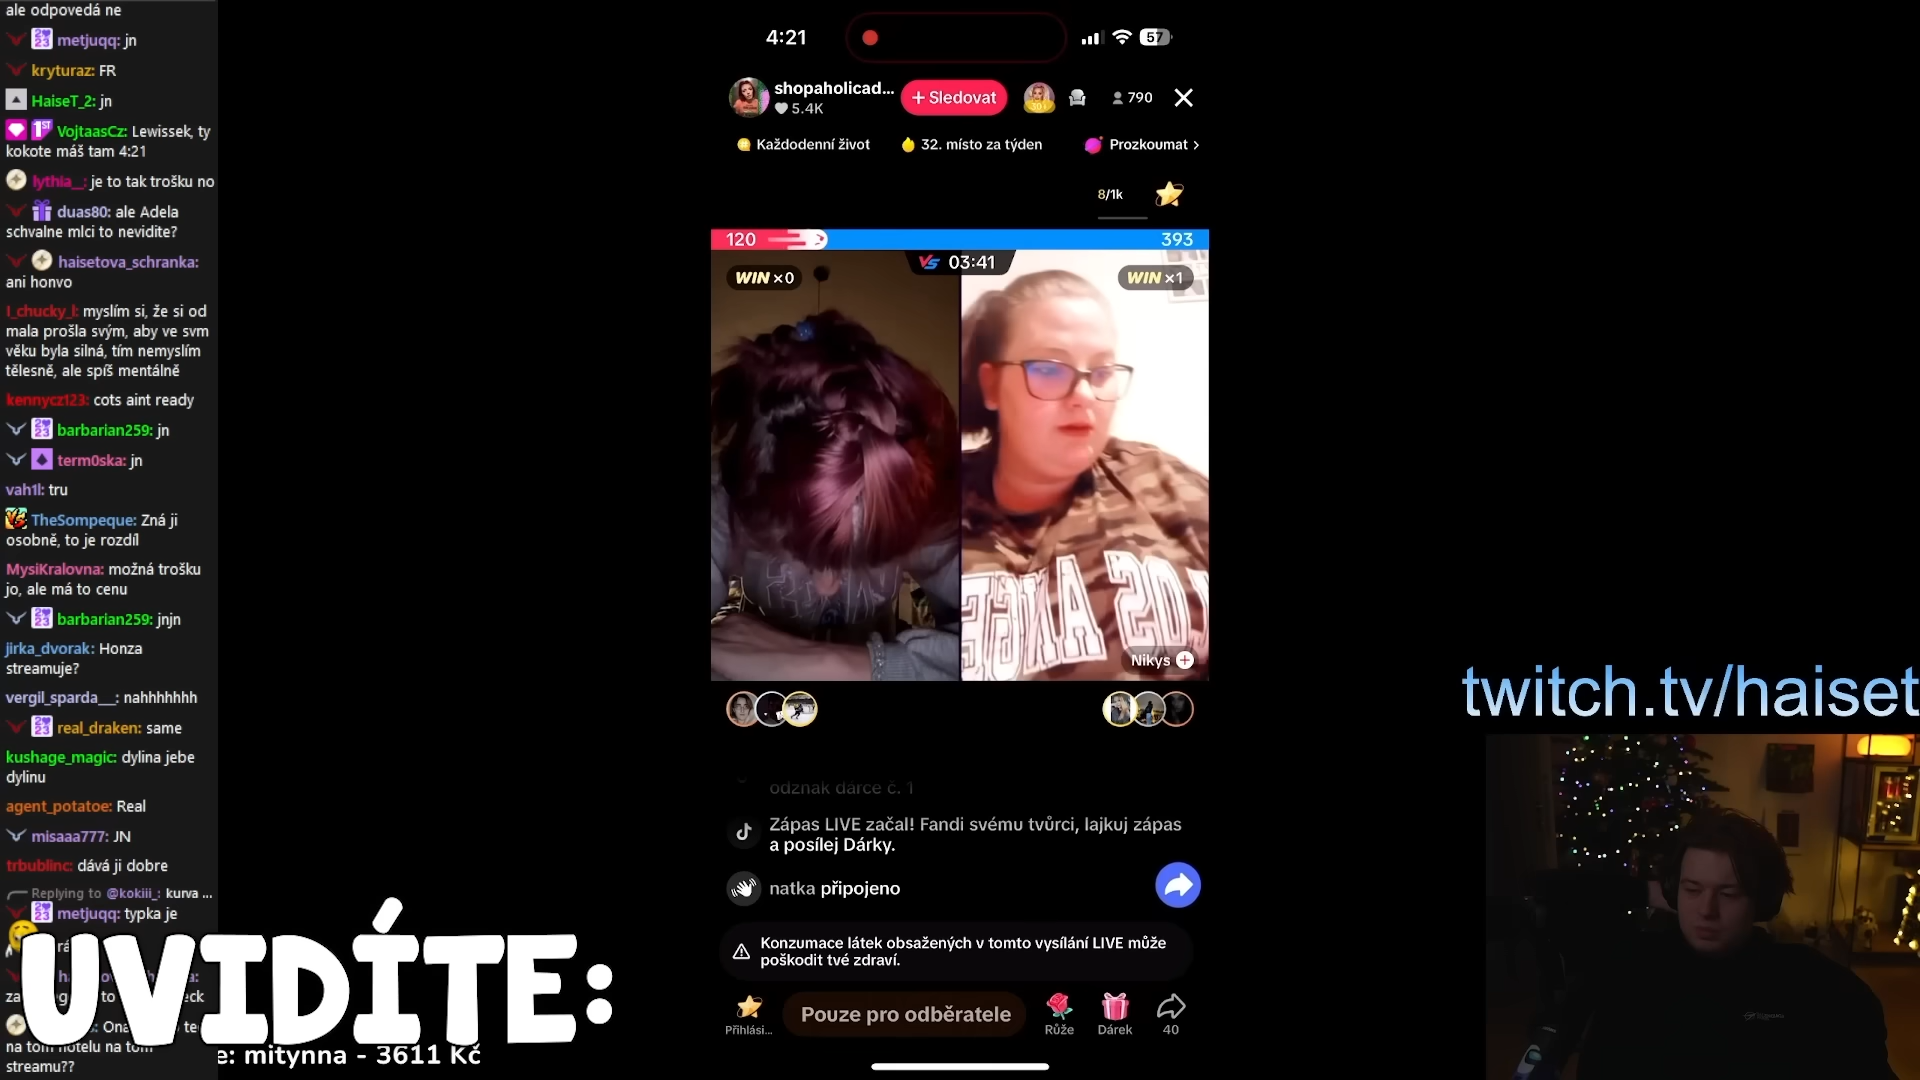 ale odpovedá ne
metjuqq: jn
kryturaz: FR
HaiseT_2: jn
VojtaasCz: Lewissek, ty
kokote máš tam 4:21
lythia__: je to tak trošku no
duas80: ale Adela
schvalne mlci to nevidite?
haisetova_schranka:
ani honvo
I_chucky_I: myslím si, že si od
mala prošla svým, aby ve svm
věku byla silná, tím nemyslím
tělesně, ale spíš mentálně
kennycz123: cots aint ready
barbarian259: jn
term0ska: jn
vah1l: tru
TheSompeque: Zná ji
osobně, to je rozdíl
MysiKralovna: možná trošku
jo, ale má to cenu
barbarian259: jnjn
jirka_dvorak: Honza
streamuje?
vergil_sparda__: nahhhhhhh
real_draken: same
kushage_magic: dylina jebe
dylinu
agent_potatoe: Real
misaaa777: JN
trbublinc: dává ji dobre
Replying to @kokiii_: kurva ...
metjuqq: typka je
na tom hotelu na tom
streamu??
UVIDÍTE:
e: mitynna - 3611 Kč
4:21
57
shopaholicad...
5.4K
+ Sledovat
790
Každodenní život
32. místo za týden
Prozkoumat >
8/1k
120
393
VS 03:41
WIN ×0
WIN ×1
LOS ANGE
Nikys
odznak dárce č. 1
Zápas LIVE začal! Fandi svému tvůrci, lajkuj zápas
a posílej Dárky.
natka připojeno
Konzumace látek obsažených v tomto vysílání LIVE může
poškodit tvé zdraví.
Přihlási...
Pouze pro odběratele
Růže
Dárek
40
twitch.tv/haiset